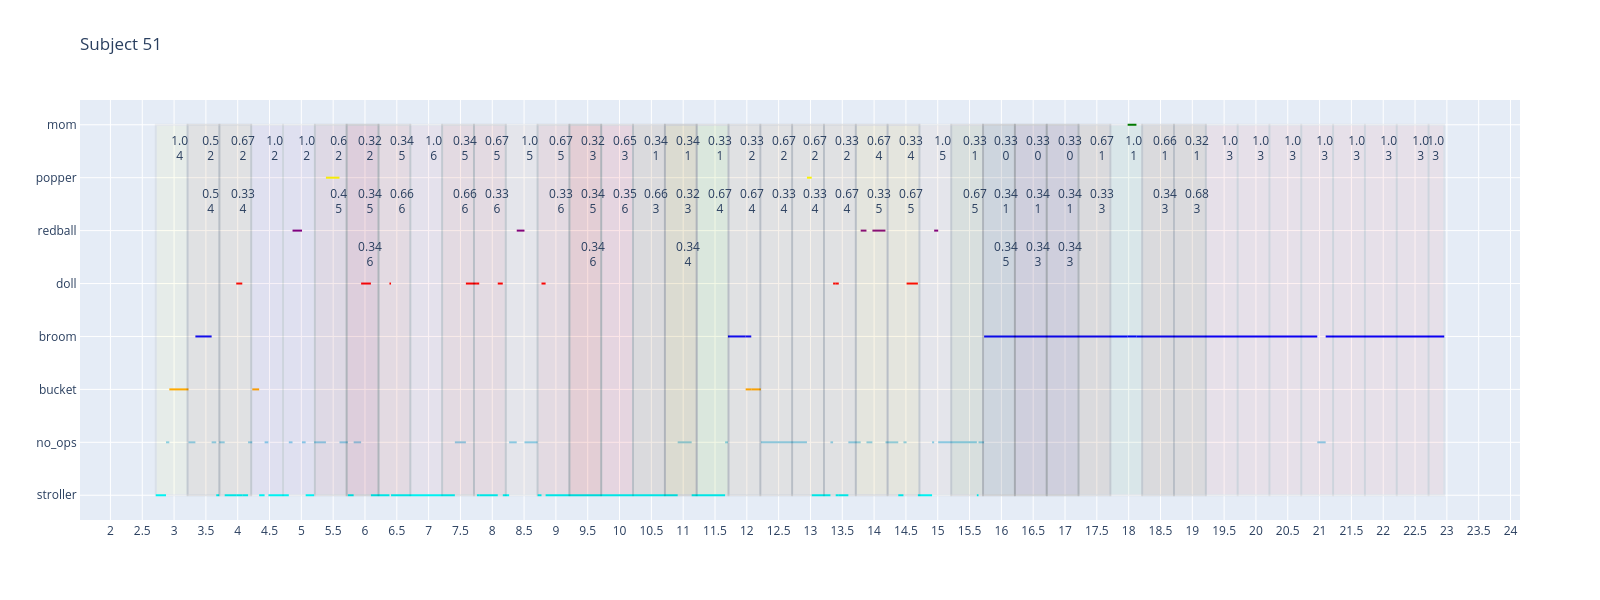 Subject 51
mom
1.0 0.5 0.67 1.0 1.0 0.6 0.32 0.34 1.0 0.34 0.67 1.0 0.67 0.32 0.65 0.34 0.34 0.33 0.33 0.67 0.67 0.33 0.67 0.33 1.0 0.33 0.33 0.33 0.33 0.67 1.0 0.66 0.32 1.0 1.0 1.0 1.0 1.0 1.0 1.0 1.0
4 2 2 2 2 2 2 5 6 5 5 5 5 3 3 1 1 1 2 2 2 2 4 4 5 1 0 0 0 1 1 1 1 3 3 3 3 3 3 3 3
popper
0.5 0.33 0.4 0.34 0.66 0.66 0.33 0.33 0.34 0.35 0.66 0.32 0.67 0.67 0.33 0.33 0.67 0.33 0.67 0.67 0.34 0.34 0.34 0.33 0.34 0.68
4 4 5 5 6 6 6 6 5 6 3 3 4 4 4 4 4 5 5 5 1 1 1 3 3 3
redball
0.34 0.34 0.34 0.34 0.34 0.34
6 6 4 5 3 3
doll
broom
bucket
no_ops
stroller
2 2.5 3 3.5 4 4.5 5 5.5 6 6.5 7 7.5 8 8.5 9 9.5 10 10.5 11 11.5 12 12.5 13 13.5 14 14.5 15 15.5 16 16.5 17 17.5 18 18.5 19 19.5 20 20.5 21 21.5 22 22.5 23 23.5 24